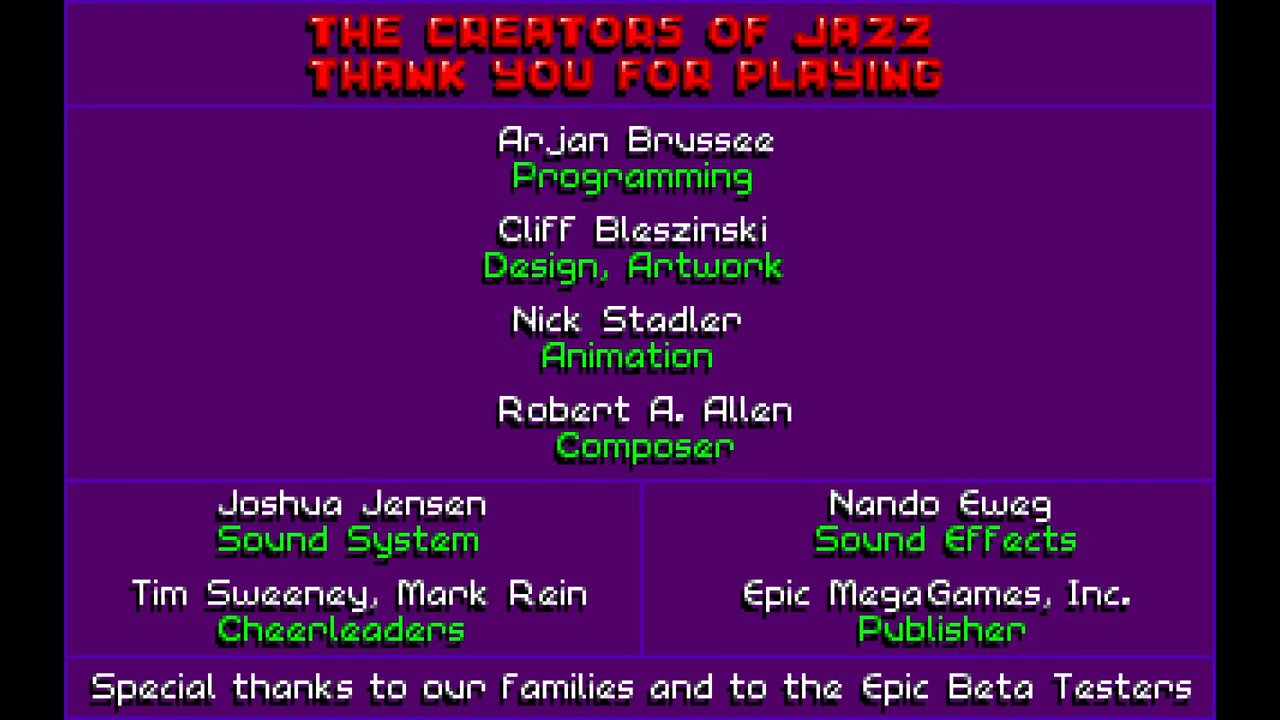 THE CREATORS OF JAZZ
THANK YOU FOR PLAYING
Arjan Brussee
Programming
Cliff Bleszinski
Design, Artwork
Nick Stadler
Animation
Robert A. Allen
Composer
Joshua Jensen
Sound System
Tim Sweeney, Mark Rein
Cheerleaders
Nando Eweg
Sound Effects
Epic MegaGames, Inc.
Publisher
Special thanks to our families and to the Epic Beta Testers